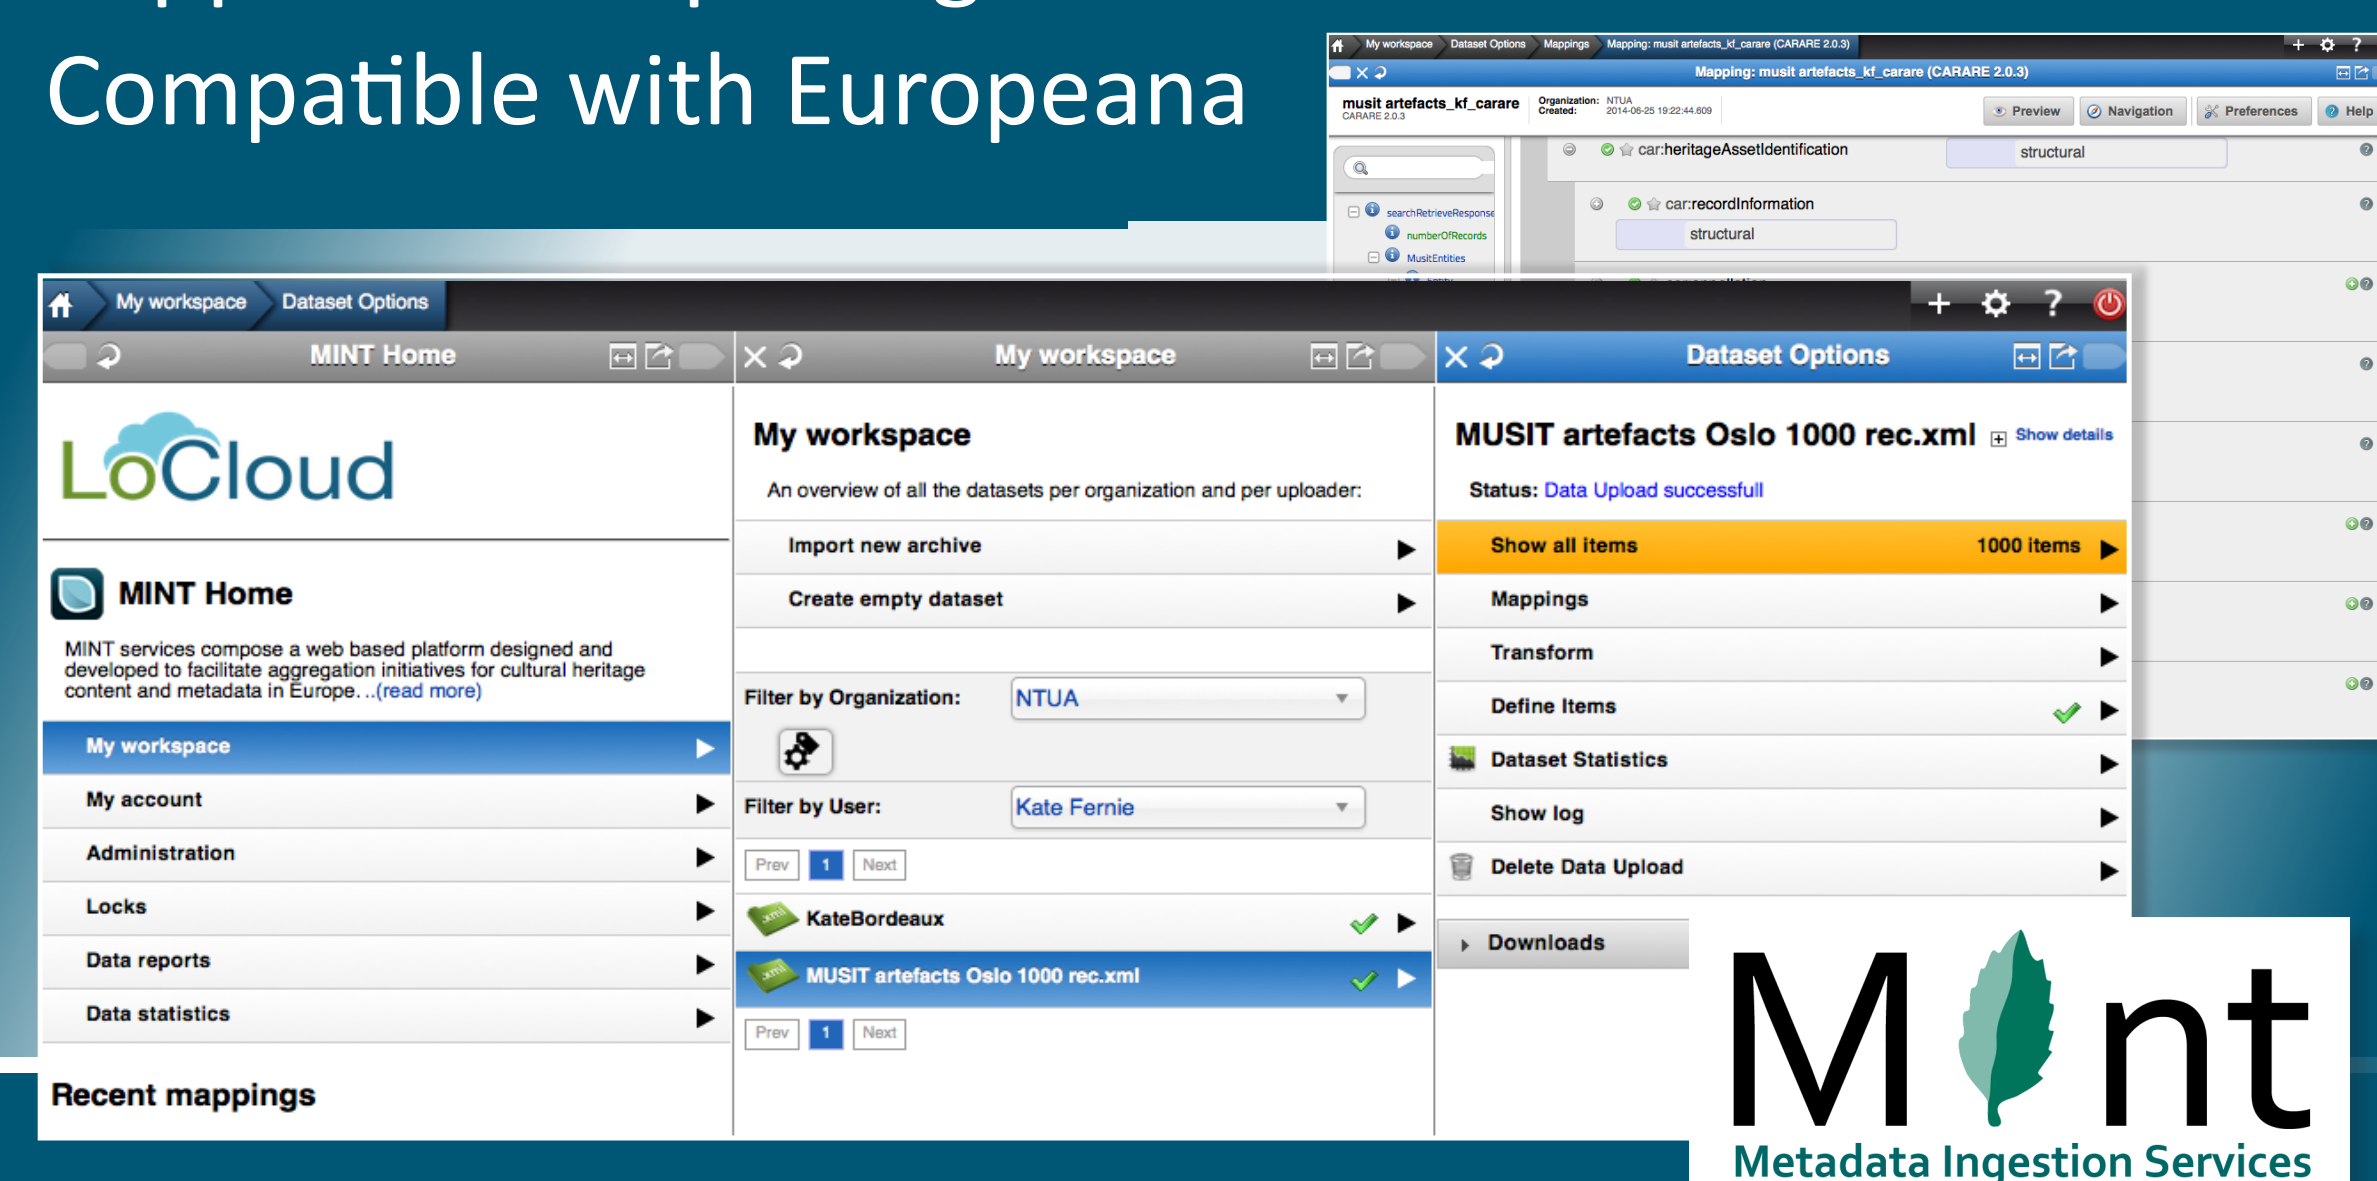 Compatible with Europeana
My workspace
Dataset Options
Mappings
Mapping: musit artefacts_kf_carare (CARARE 2.0.3)
+
?
Mapping: musit artefacts_kf_carare (CARARE 2.0.3)
musit artefacts_kf_carare
CARARE 2.0.3
Organization: NTUA
Created: 2014-06-25 19:22:44.609
Preview
Navigation
Preferences
Help
car:heritageAssetIdentification
structural
car:recordInformation
structural
searchRetrieveResponse
numberOfRecords
MusitEntities
My workspace
Dataset Options
+
?
MINT Home
LoCloud
MINT Home
MINT services compose a web based platform designed and
developed to facilitate aggregation initiatives for cultural heritage
content and metadata in Europe. ..(read more)
My workspace
My account
Administration
Locks
Data reports
Data statistics
Recent mappings
My workspace
My workspace
An overview of all the datasets per organization and per uploader:
Import new archive
Create empty dataset
Filter by Organization: NTUA
Filter by User: Kate Fernie
Prev 1 Next
KateBordeaux
MUSIT artefacts Oslo 1000 rec.xml
Prev 1 Next
Dataset Options
MUSIT artefacts Oslo 1000 rec.xml Show details
Status: Data Upload successfull
Show all items 1000 items
Mappings
Transform
Define Items
Dataset Statistics
Show log
Delete Data Upload
Downloads
Mint
Metadata Ingestion Services